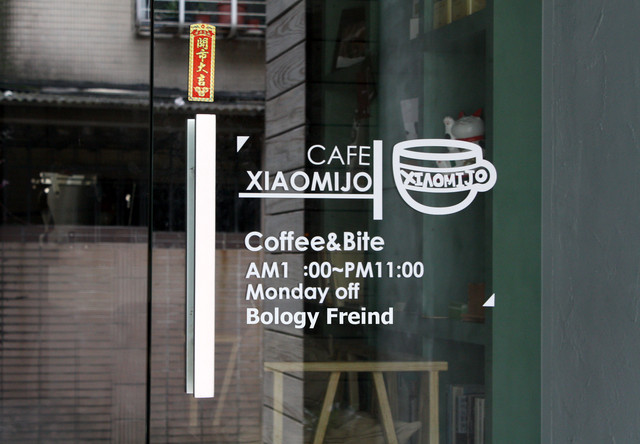 開市大吉
CAFE
XIAOMIJO
XIAOMIJO
Coffee&Bite
AM1 :00~PM11:00
Monday off
Bology Freind